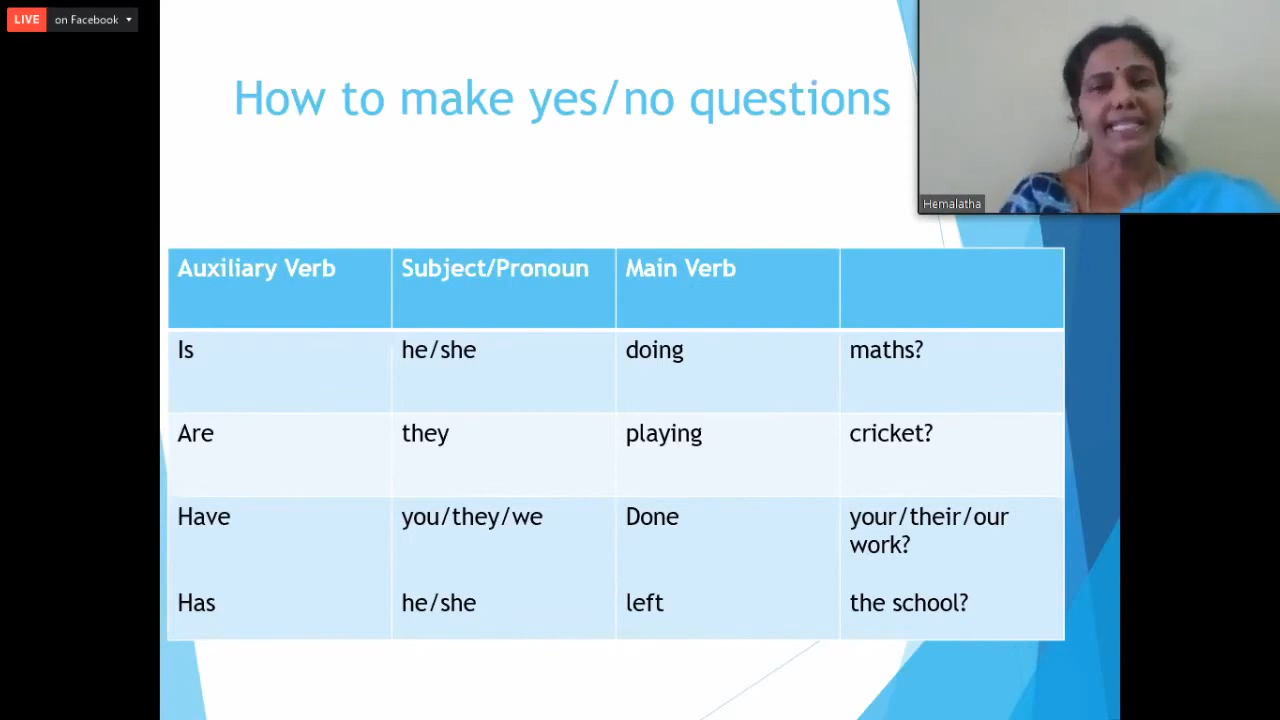 LIVE on Facebook
How to make yes/no questions
Hemalatha
Auxiliary Verb Subject/Pronoun Main Verb
Is he/she doing maths?
Are they playing cricket?
Have you/they/we Done your/their/our
work?
Has he/she left the school?